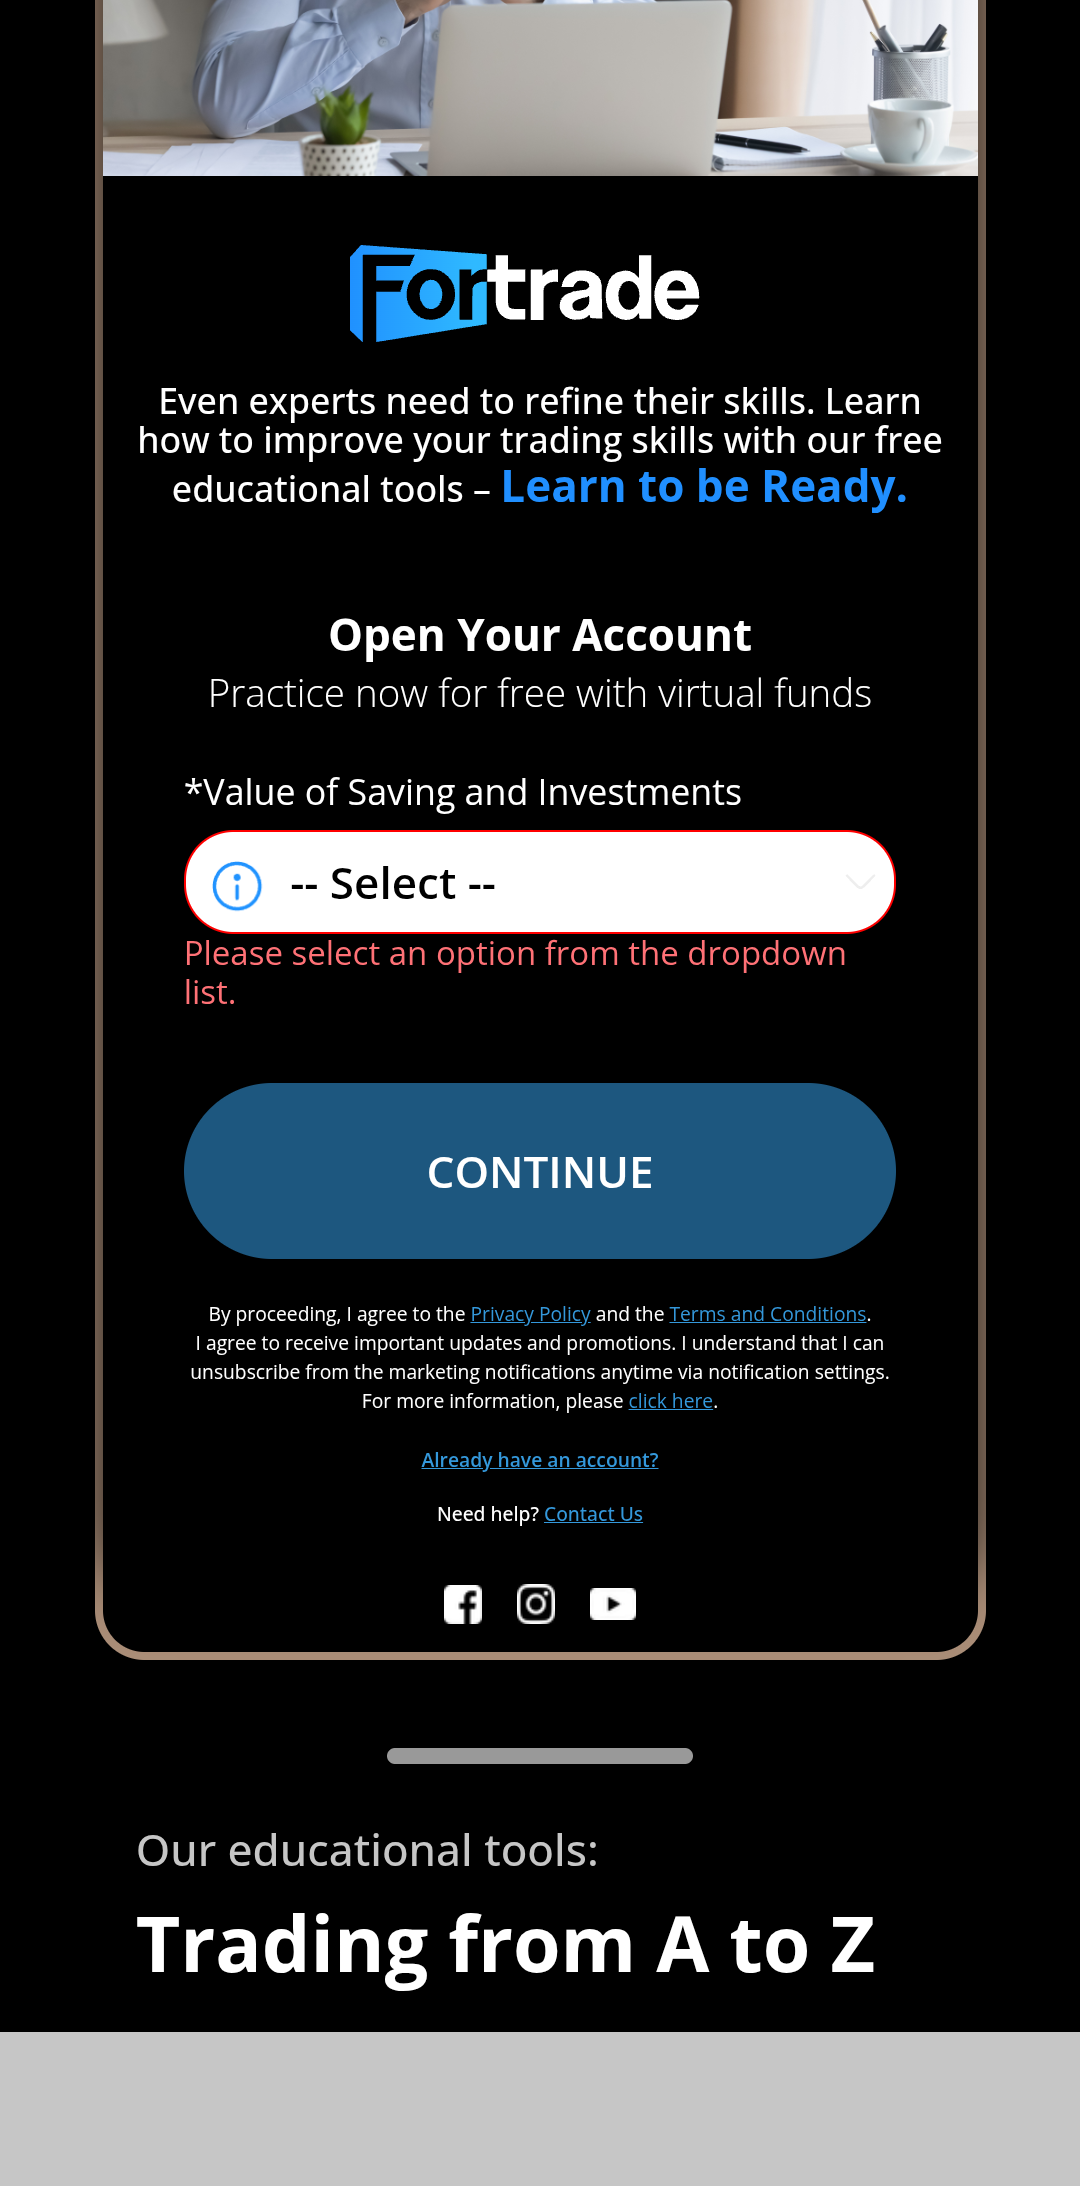 Fortrade
Even experts need to refine their skills. Learn
how to improve your trading skills with our free
educational tools – Learn to be Ready.
Open Your Account
Practice now for free with virtual funds
*Value of Saving and Investments
-- Select --
Please select an option from the dropdown
list.
CONTINUE
By proceeding, I agree to the Privacy Policy and the Terms and Conditions.
I agree to receive important updates and promotions. I understand that I can
unsubscribe from the marketing notifications anytime via notification settings.
For more information, please click here.
Already have an account?
Need help? Contact Us
Our educational tools:
Trading from A to Z